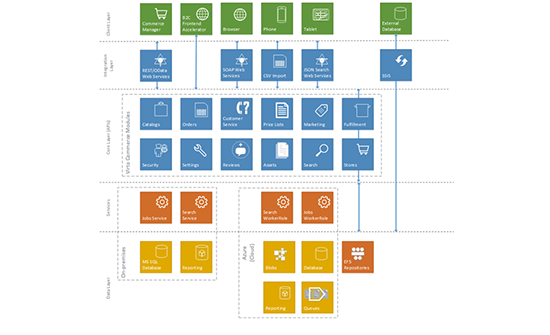 Client Layer
Commerce
Manager
B2C
Frontend
Accelerator
Browser
Phone
Tablet
External
Database
Integration
Layer
REST/OData
Web Services
SOAP Web
Services
CSV Import
JSON Search
Web Services
SSIS
Core Layer (APIs)
Virto Commerce Modules
Catalogs
Orders
Customer
Service
Price Lists
Marketing
Fulfillment
Security
Settings
Reviews
Assets
Search
Stores
Services
Jobs Service
Search
Service
Search
WorkerRole
Jobs
WorkerRole
Data Layer
On-premises
MS SQL
Database
Reporting
Azure
(Cloud)
Blobs
Database
EF5
Repositories
Reporting
Queues